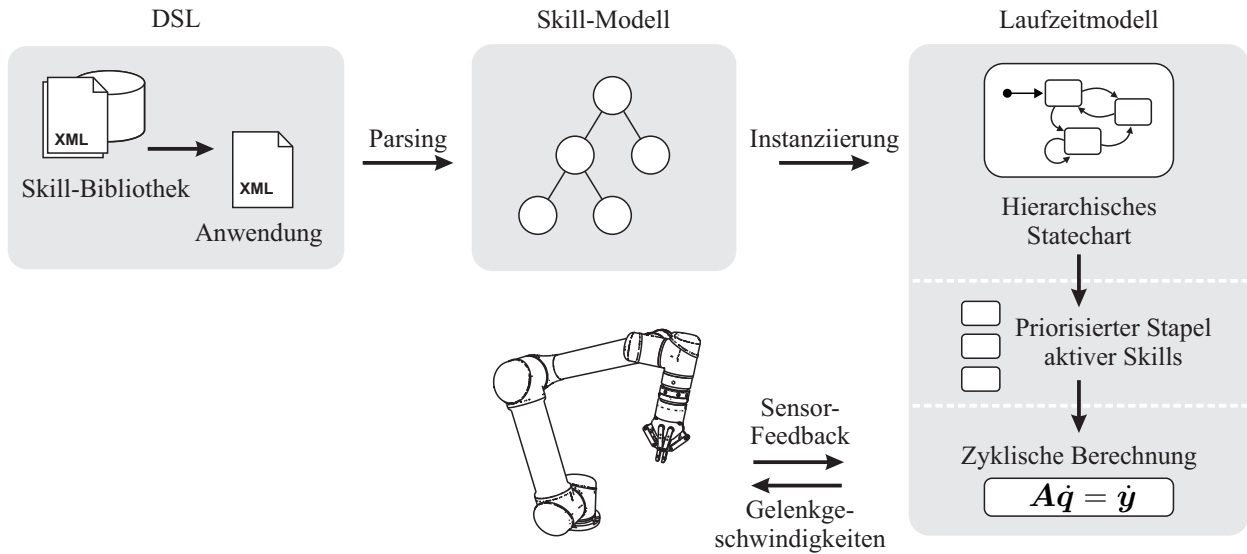 DSL
Skill-Modell
Laufzeitmodell
XML
Skill-Bibliothek
XML
Anwendung
Parsing
Instanziierung
Hierarchisches
Statechart
Priorisierter Stapel
aktiver Skills
Sensor-
Feedback
Gelenkge-
schwindigkeiten
Zyklische Berechnung
Aq̇ = ẏ